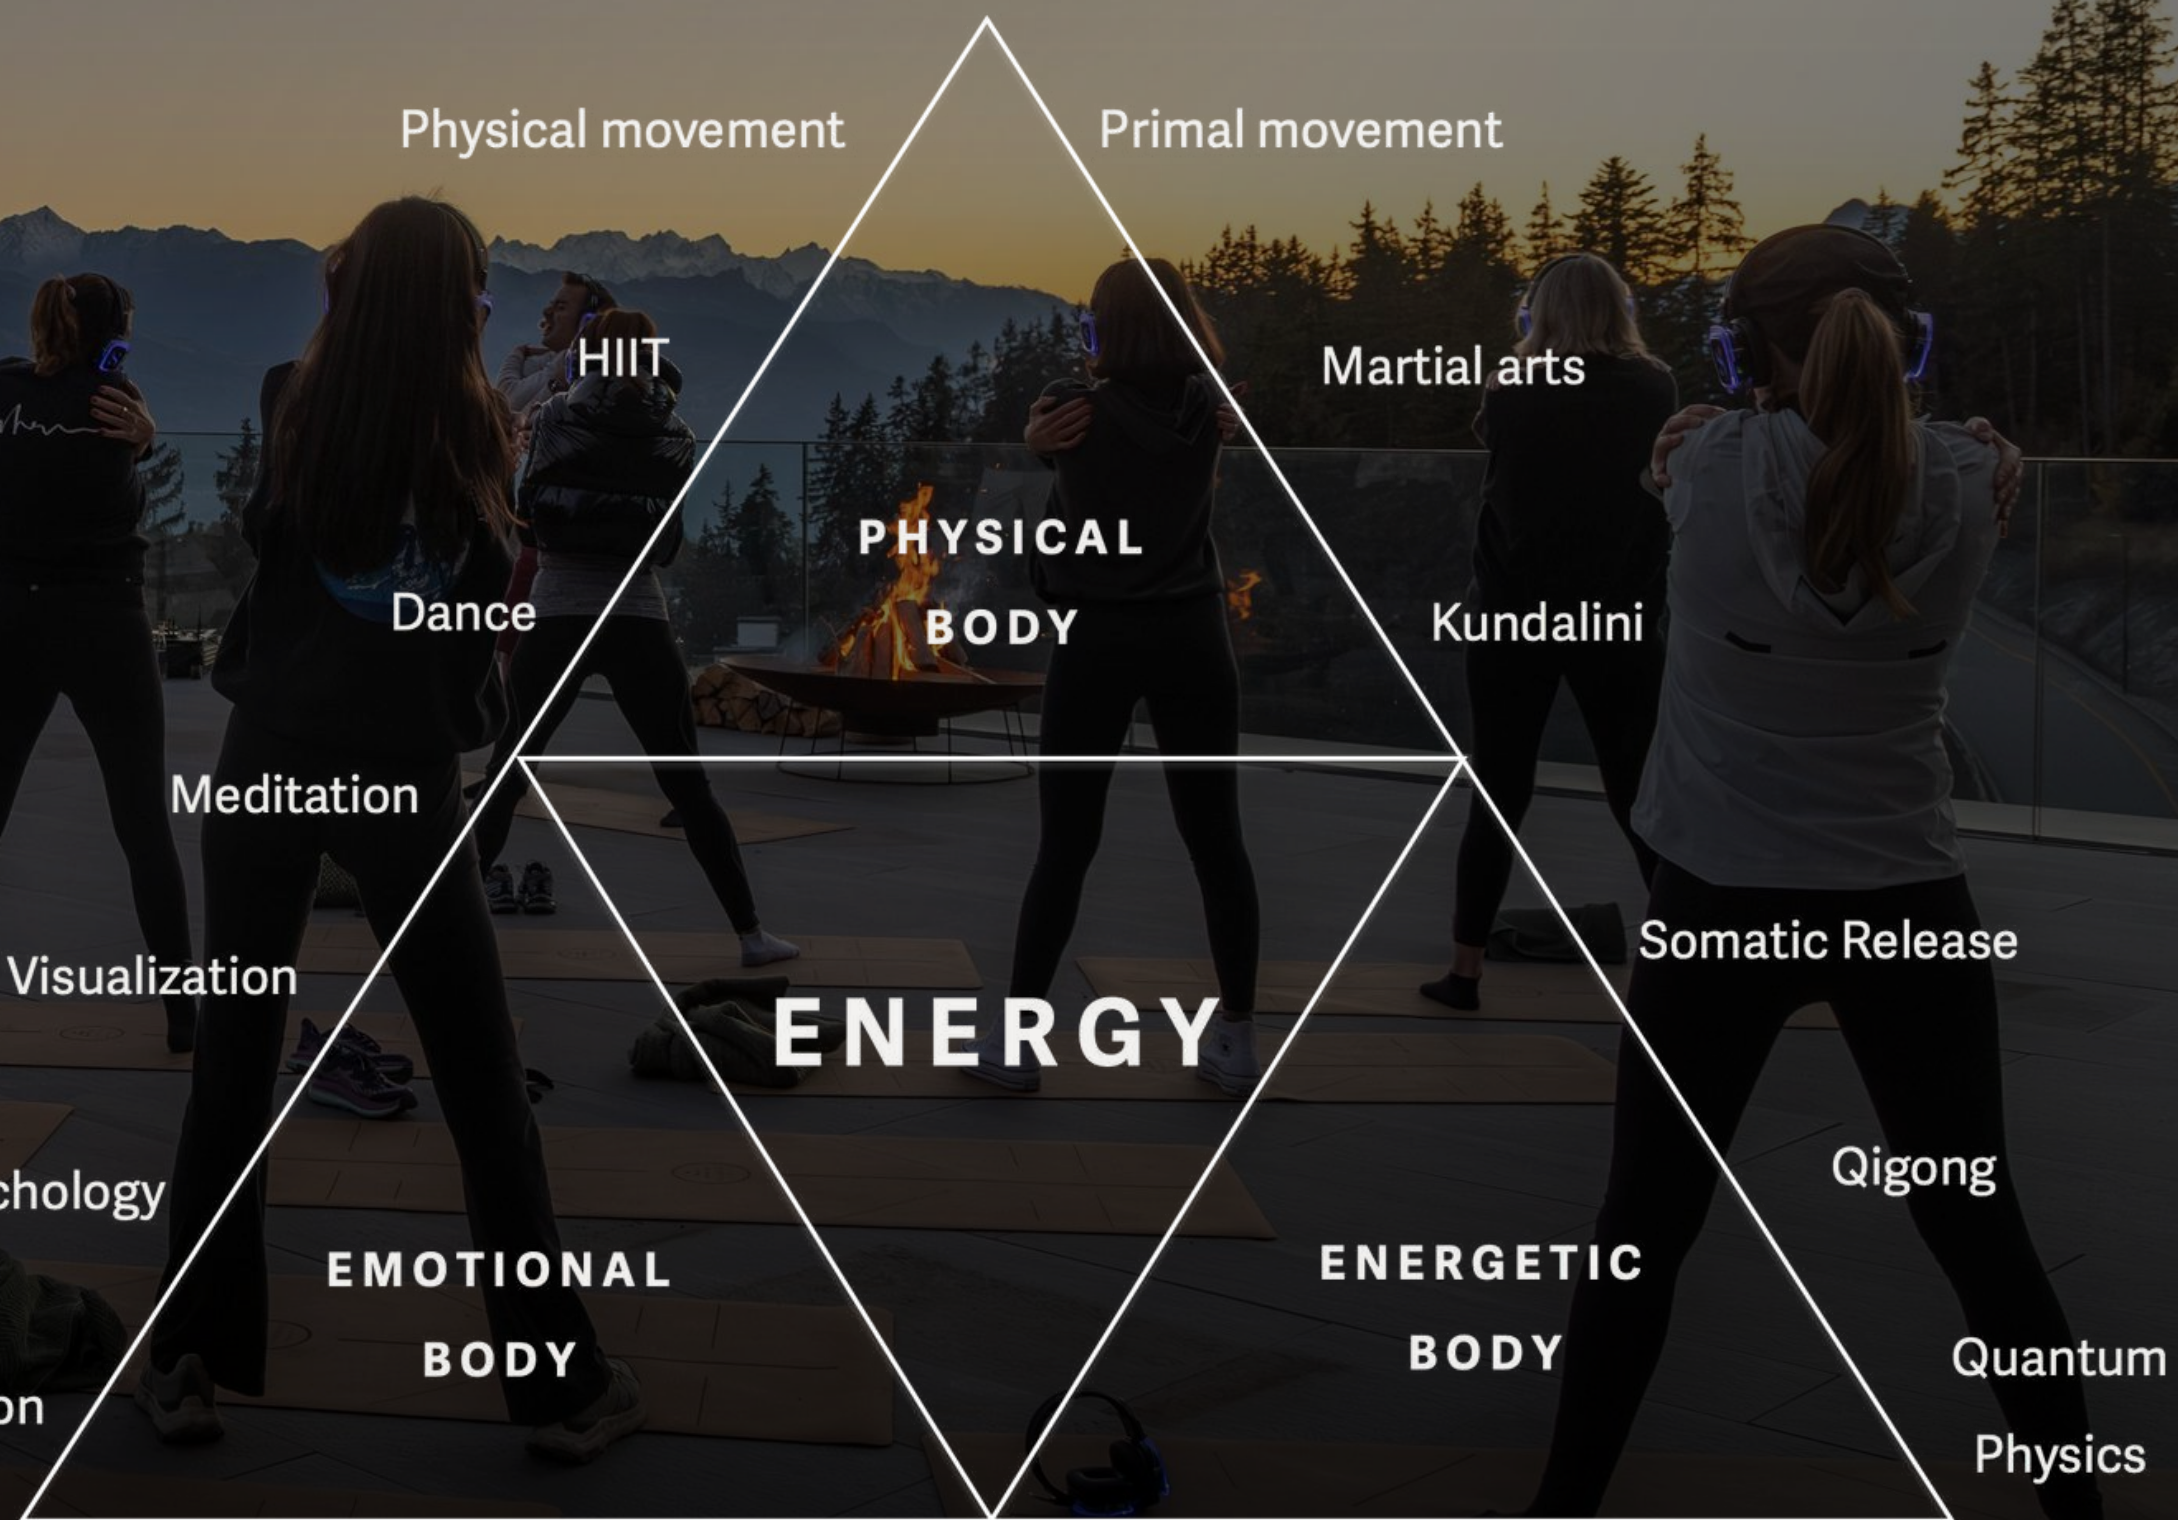 Physical movement
Primal movement
HIIT
Martial arts
PHYSICAL
BODY
Dance
Kundalini
Meditation
Visualization
Somatic Release
ENERGY
chology
Qigong
EMOTIONAL
BODY
ENERGETIC
BODY
Quantum
Physics
on